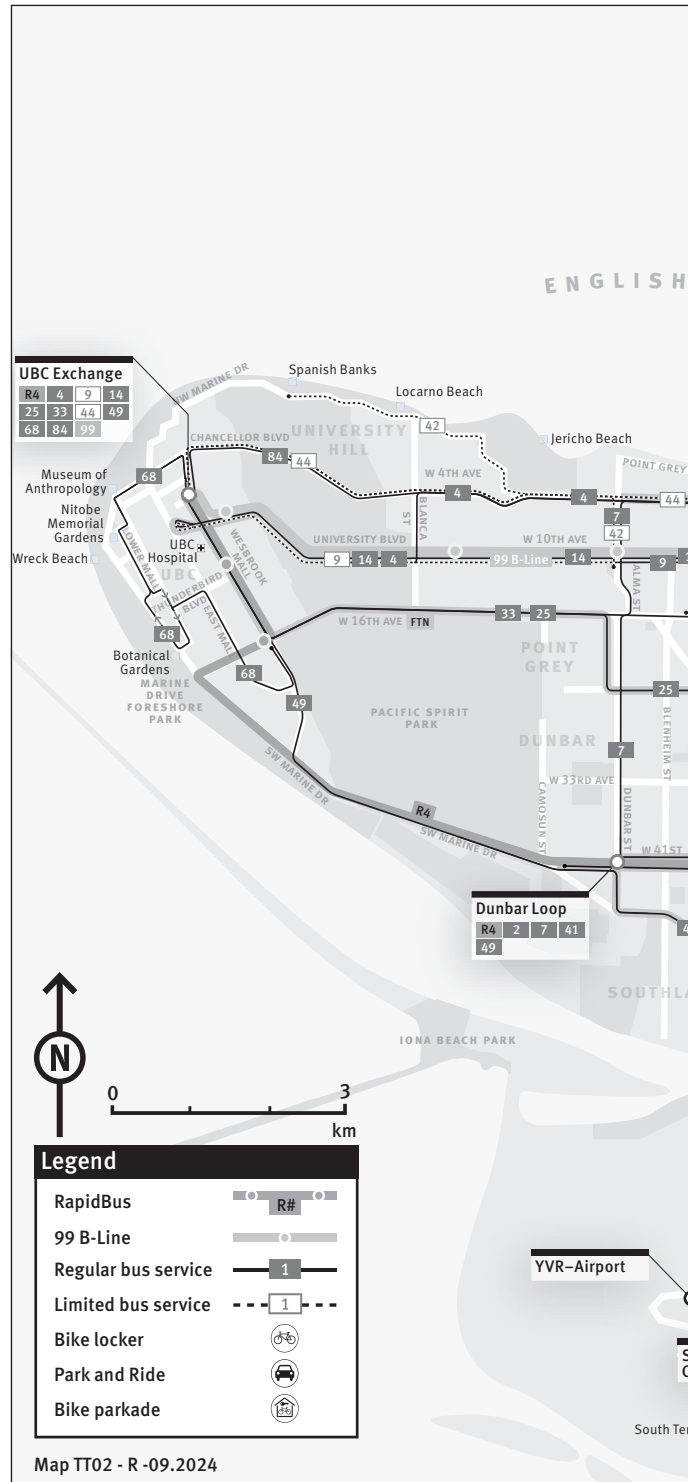 ENGLISH
UBC Exchange
R4 4 9 14
25 33 44 49
68 84 99
NW MARINE DR
Spanish Banks
Locarno Beach
42
Jericho Beach
CHANCELLOR BLVD
UNIVERSITY
HILL
84
44
POINT GREY
68
W 4TH AVE
4
4
44
Museum of
Anthropology
Nitobe
Memorial
Gardens
Wreck Beach
BLANCA
ST
7
42
UBC
Hospital
WESBROOK
MALL
UNIVERSITY BLVD
W 10TH AVE
9 14 4
99 B-Line
14
9
LOWER MALL
UBC
THUNDERBIRD
BLVD
EAST MAL
ALMA ST
68
W 16TH AVE
FTN
33 25
Botanical
Gardens
68
POINT
GREY
MARINE
DRIVE
FORESHORE
PARK
49
25
PACIFIC SPIRIT
PARK
BLENHEIM ST
DUNBAR
7
SW MARINE DR
W 33RD AVE
CAMOSUN ST
DUNBAR ST
R4
SW MARINE DR
W 41ST
Dunbar Loop
R4 2 7 41
49
SOUTHLA
IONA BEACH PARK
N
0 3
km
Legend
RapidBus R#
99 B-Line
Regular bus service 1
Limited bus service 1
Bike locker
Park and Ride
Bike parkade
YVR–Airport
South Ter
Map TT02 - R -09.2024